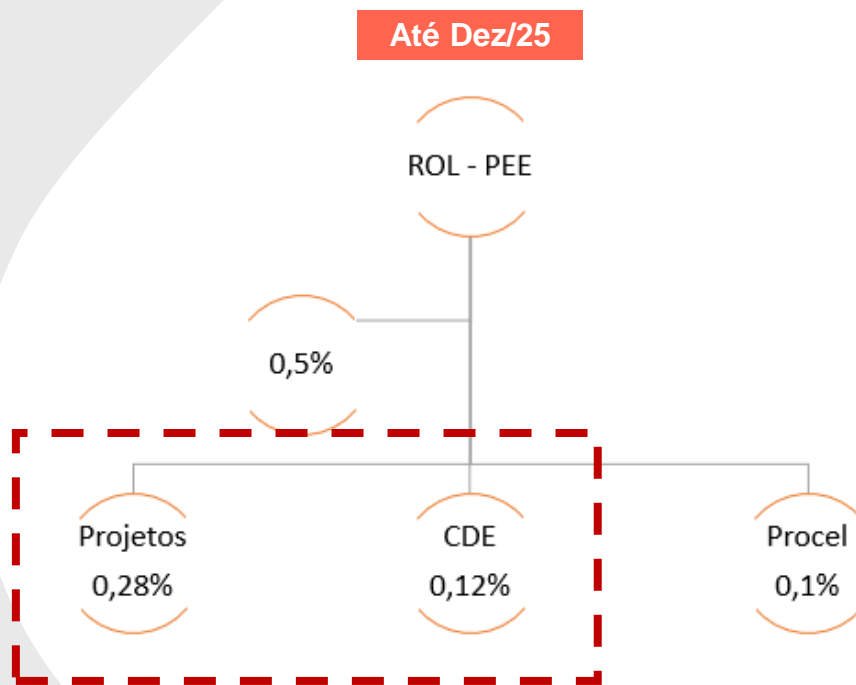 Até Dez/25
ROL - PEE
0,5%
Projetos
0,28%
CDE
0,12%
Procel
0,1%